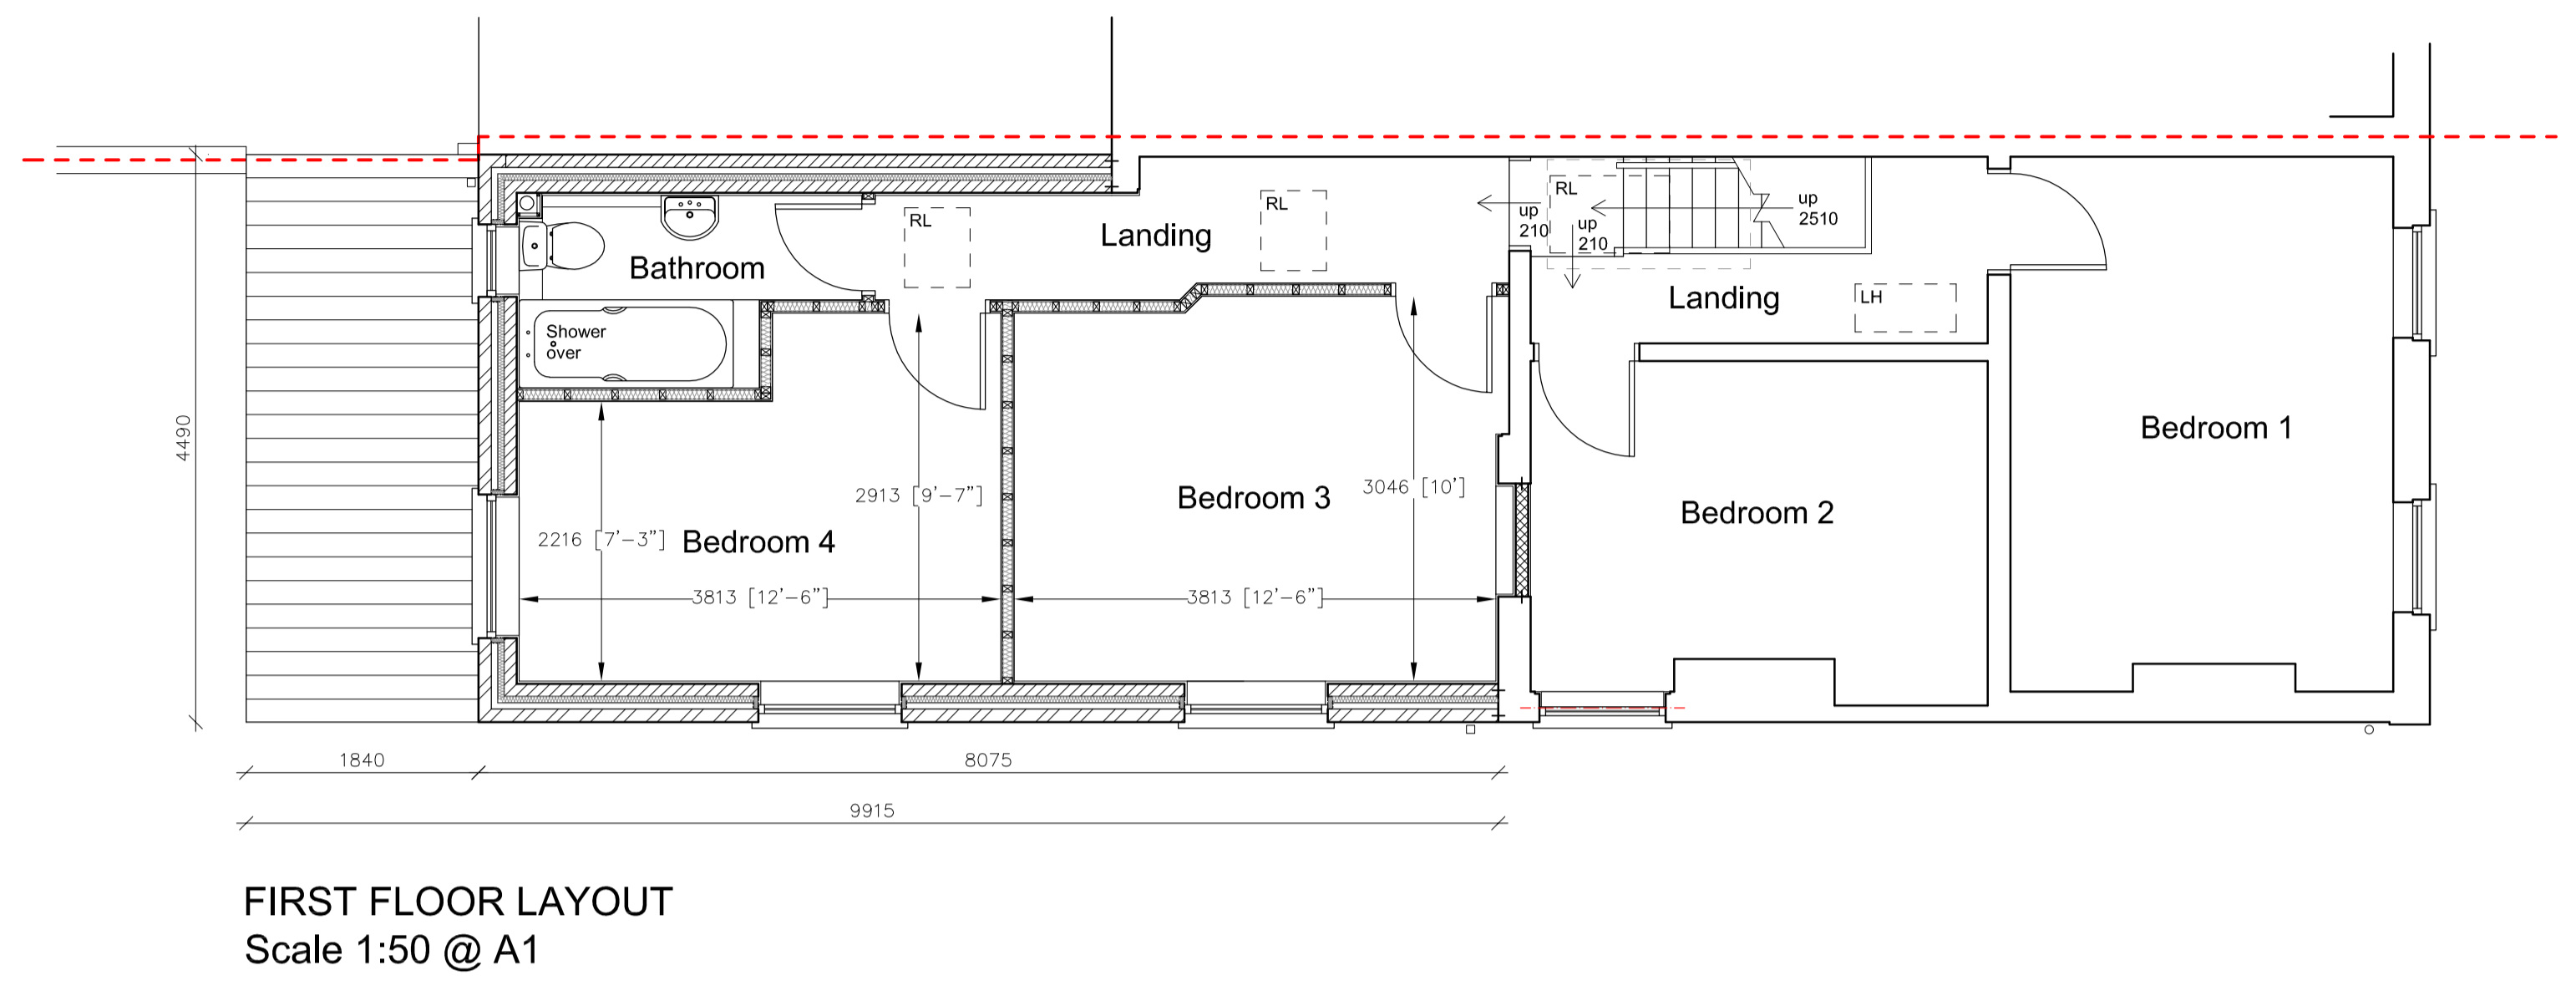 RL
RL
RL
up
210
up
210
up
2510
Landing
Bathroom
Landing
LH
Shower
over
4490
Bedroom 1
2913 [9'-7"]
3046 [10']
Bedroom 3
Bedroom 2
2216 [7'-3"]
Bedroom 4
3813 [12'-6"]
3813 [12'-6"]
1840
8075
9915
FIRST FLOOR LAYOUT
Scale 1:50 @ A1